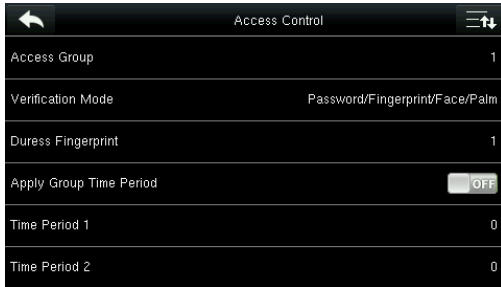 Access Control
Access Group 1
Verification Mode Password/Fingerprint/Face/Palm
Duress Fingerprint 1
Apply Group Time Period OFF
Time Period 1 0
Time Period 2 0